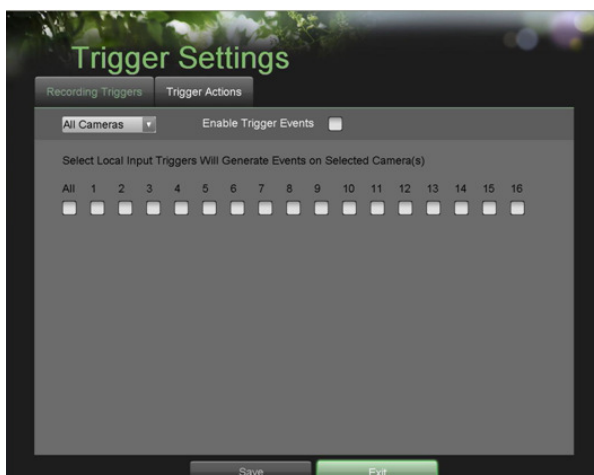 Trigger Settings
Recording Triggers Trigger Actions
All Cameras Enable Trigger Events
Select Local Input Triggers Will Generate Events on Selected Camera(s)
All 1 2 3 4 5 6 7 8 9 10 11 12 13 14 15 16
Save Exit